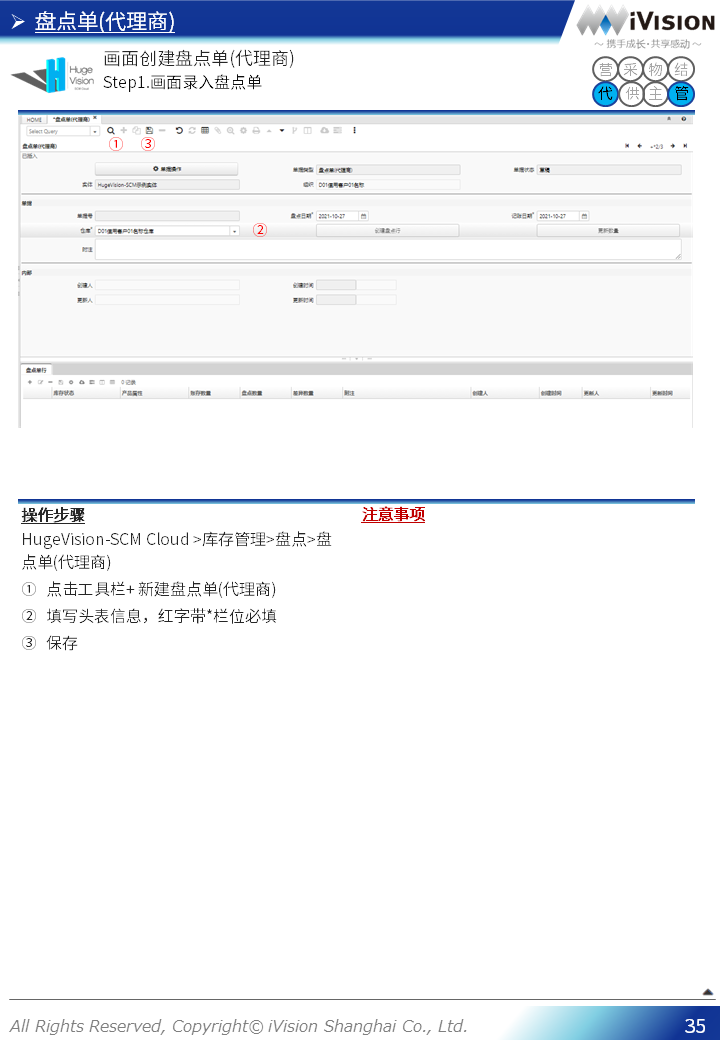 ➢ 盘点单(代理商)
iVision
～ 携手成长·共享感动 ～
Huge Vision
画面创建盘点单(代理商)
Step1.画面录入盘点单
营 采 物 结
代 供 主 管
HOME *盘点单(代理商)
Select Query
① ③
盘点单(代理商) *2/3
已插入
单据操作 单据类型 盘点单(代理商) 单据状态 草稿
实体 HugeVision-SCM示例实体 组织 D01信用客户01名称
单据
单据号 盘点日期* 2021-10-27 记账日期* 2021-10-27
仓库* D01信用客户01名称仓库 ② 创建盘点行 更新数量
附注
内部
创建人 创建时间
更新人 更新时间
盘点单行
0 记录
库存状态 产品属性 账存数量 盘点数量 差异数量 附注 创建人 创建时间 更新人 更新时间
操作步骤
HugeVision-SCM Cloud >库存管理>盘点>盘
点单(代理商)
① 点击工具栏+ 新建盘点单(代理商)
② 填写头表信息，红字带*栏位必填
③ 保存
注意事项
All Rights Reserved, Copyright© iVision Shanghai Co., Ltd.
35